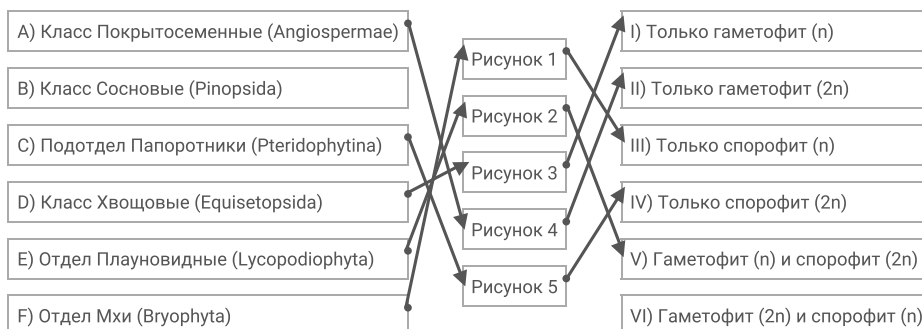 A) Класс Покрытосеменные (Angiospermae)
B) Класс Сосновые (Pinopsida)
C) Подотдел Папоротники (Pteridophytina)
D) Класс Хвощовые (Equisetopsida)
E) Отдел Плауновидные (Lycopodiophyta)
F) Отдел Мхи (Bryophyta)
Рисунок 1
Рисунок 2
Рисунок 3
Рисунок 4
Рисунок 5
I) Только гаметофит (n)
II) Только гаметофит (2n)
III) Только спорофит (n)
IV) Только спорофит (2n)
V) Гаметофит (n) и спорофит (2n)
VI) Гаметофит (2n) и спорофит (n)